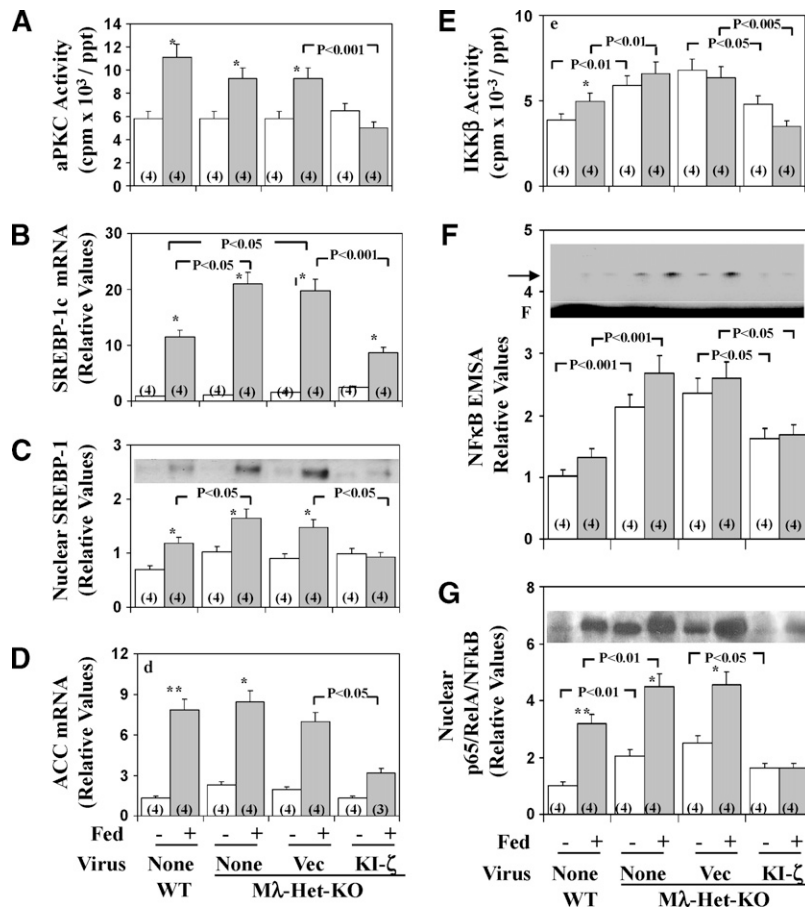 A
aPKC Activity
(cpm x 10³ / ppt)
14
12
10
8
6
4
2
0
*
*
*
P<0.001
(4) (4) (4) (4) (4) (4) (4) (4)
B
SREBP-1c mRNA
(Relative Values)
30
20
10
0
P<0.05
P<0.05
P<0.001
*
*
*
*
(4) (4) (4) (4) (4) (4) (4) (4)
C
Nuclear SREBP-1
(Relative Values)
3
2
1
0
P<0.05
P<0.05
*
*
*
(4) (4) (4) (4) (4) (4) (4) (4)
D
d
ACC mRNA
(Relative Values)
12
9
6
3
0
**
*
P<0.05
(4) (4) (4) (4) (4) (4) (4) (3)
Fed - + - + - + - +
Virus None None Vec KI-ζ
WT Mλ-Het-KO
E
e
IKKβ Activity
(cpm x 10⁻³ / ppt)
10
5
0
P<0.005
P<0.01
P<0.05
P<0.01
*
(4) (4) (4) (4) (4) (4) (4) (4)
F
F
NFκB EMSA
Relative Values
5
4
3
2
1
0
P<0.001
P<0.05
P<0.001
P<0.05
(4) (4) (4) (4) (4) (4) (4) (4)
G
Nuclear
p65/RelA/NFkB
(Relative Values)
8
6
4
2
0
P<0.01
P<0.05
P<0.01
**
*
*
(4) (4) (4) (4) (4) (4) (4) (4)
Fed - + - + - + - +
Virus None None Vec KI-ζ
WT Mλ-Het-KO